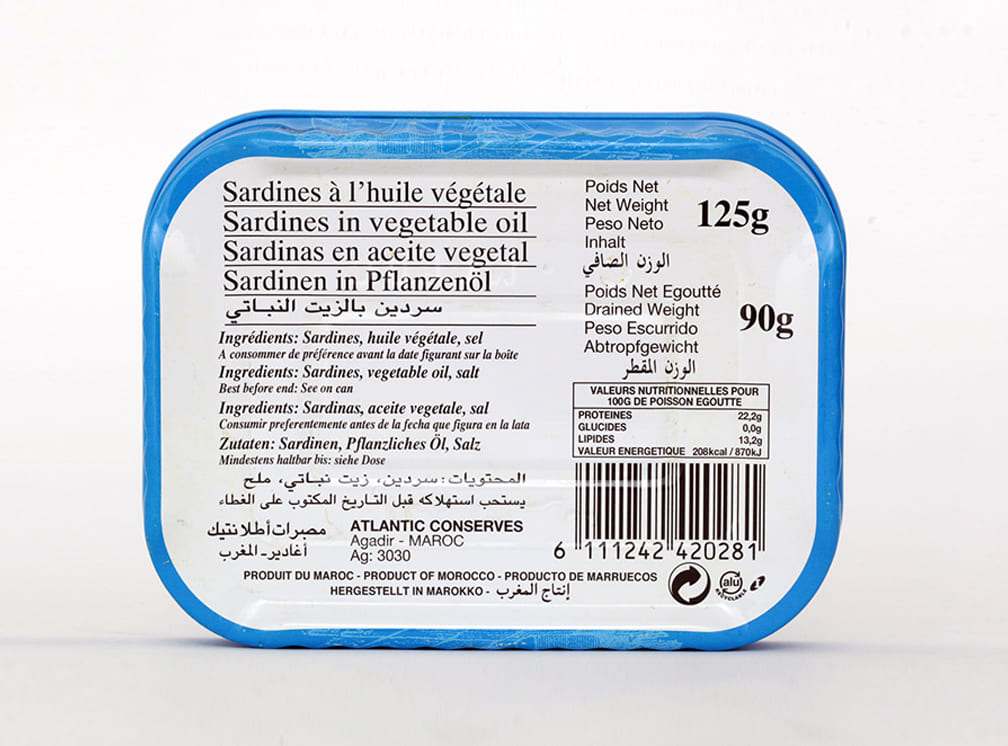 Sardines à l'huile végétale
Sardines in vegetable oil
Sardinas en aceite vegetal
Sardinen in Pflanzenöl
سردين بالزيت النباتي
Ingrédients: Sardines, huile végétale, sel
A consommer de préférence avant la date figurant sur la boîte
Ingredients: Sardines, vegetable oil, salt
Best before end: See on can
Ingredients: Sardinas, aceite vegetale, sal
Consumir preferentemente antes de la fecha que figura en la lata
Zutaten: Sardinen, Pflanzliches Öl, Salz
Mindestens haltbar bis: siehe Dose
المحتويات: سردين، زيت نباتي، ملح
يستحب استهلاكه قبل التاريخ المكتوب على الغطاء
مصبرات أطلانتيك
أغادير - المغرب
ATLANTIC CONSERVES
Agadir - MAROC
Ag: 3030
Poids Net
Net Weight
Peso Neto
Inhalt
الوزن الصافي
125g
Poids Net Egoutté
Drained Weight
Peso Escurrido
Abtropfgewicht
الوزن المقطر
90g
VALEURS NUTRITIONNELLES POUR
100G DE POISSON EGOUTTE
PROTEINES 22,2g
GLUCIDES 0,0g
LIPIDES 13,2g
VALEUR ENERGETIQUE 208kcal / 870kJ
6 111242 420281
PRODUIT DU MAROC - PRODUCT OF MOROCCO - PRODUCTO DE MARRUECOS
HERGESTELLT IN MAROKKO - إنتاج المغرب
alu
RECYCLABLE